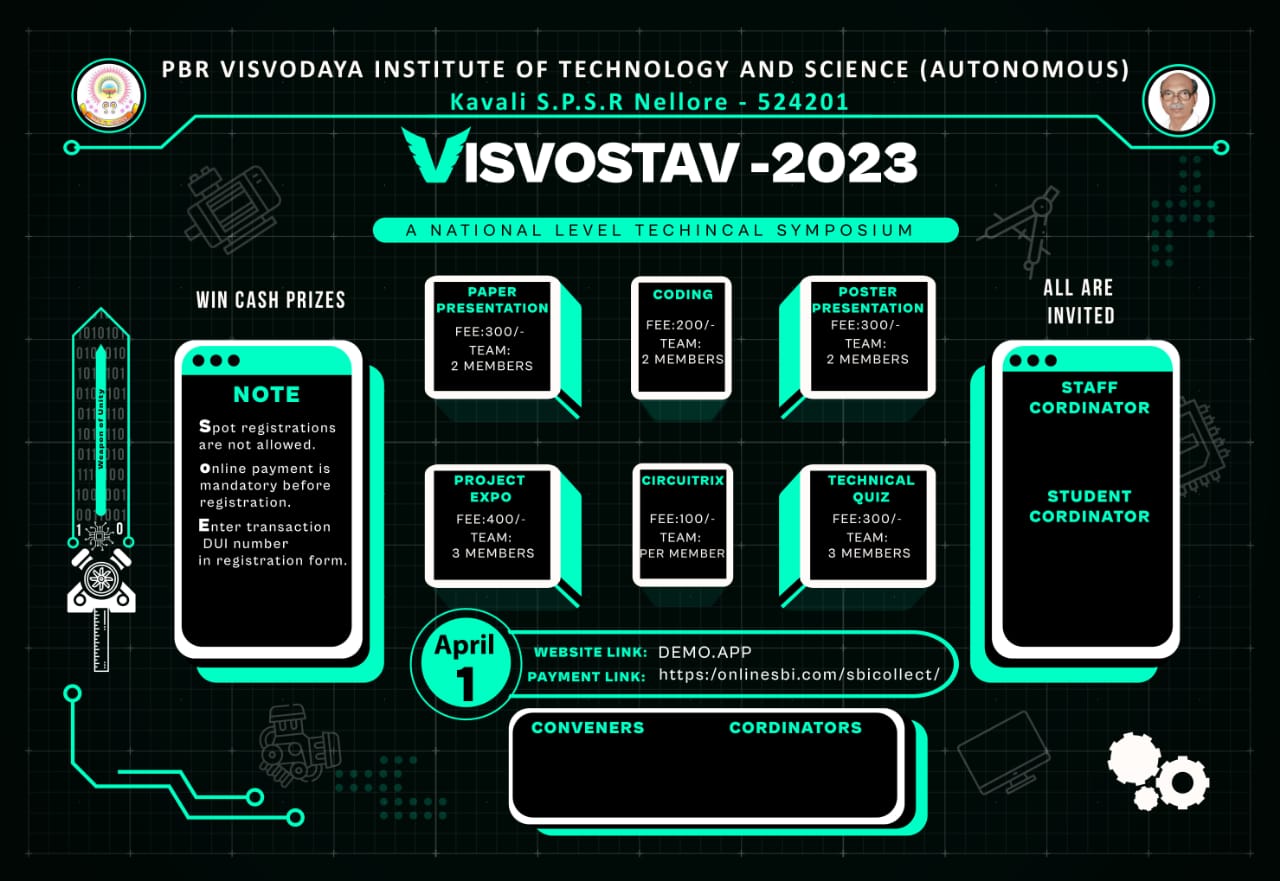 PBR VISVODAYA INSTITUTE OF TECHNOLOGY AND SCIENCE (AUTONOMOUS)
Kavali S.P.S.R Nellore - 524201
VISVOSTAV -2023
A NATIONAL LEVEL TECHINCAL SYMPOSIUM
WIN CASH PRIZES
NOTE
Spot registrations
are not allowed.
Online payment is
mandatory before
registration.
Enter transaction
DUI number
in registration form.
Weapon of Unity
1 0
PAPER
PRESENTATION
FEE:300/-
TEAM:
2 MEMBERS
CODING
FEE:200/-
TEAM:
2 MEMBERS
POSTER
PRESENTATION
FEE:300/-
TEAM:
2 MEMBERS
PROJECT
EXPO
FEE:400/-
TEAM:
3 MEMBERS
CIRCUITRIX
FEE:100/-
TEAM:
PER MEMBER
TECHNICAL
QUIZ
FEE:300/-
TEAM:
3 MEMBERS
ALL ARE
INVITED
STAFF
CORDINATOR
STUDENT
CORDINATOR
April
1
WEBSITE LINK: DEMO.APP
PAYMENT LINK: https:/onlinesbi.com/sbicollect/
CONVENERS CORDINATORS